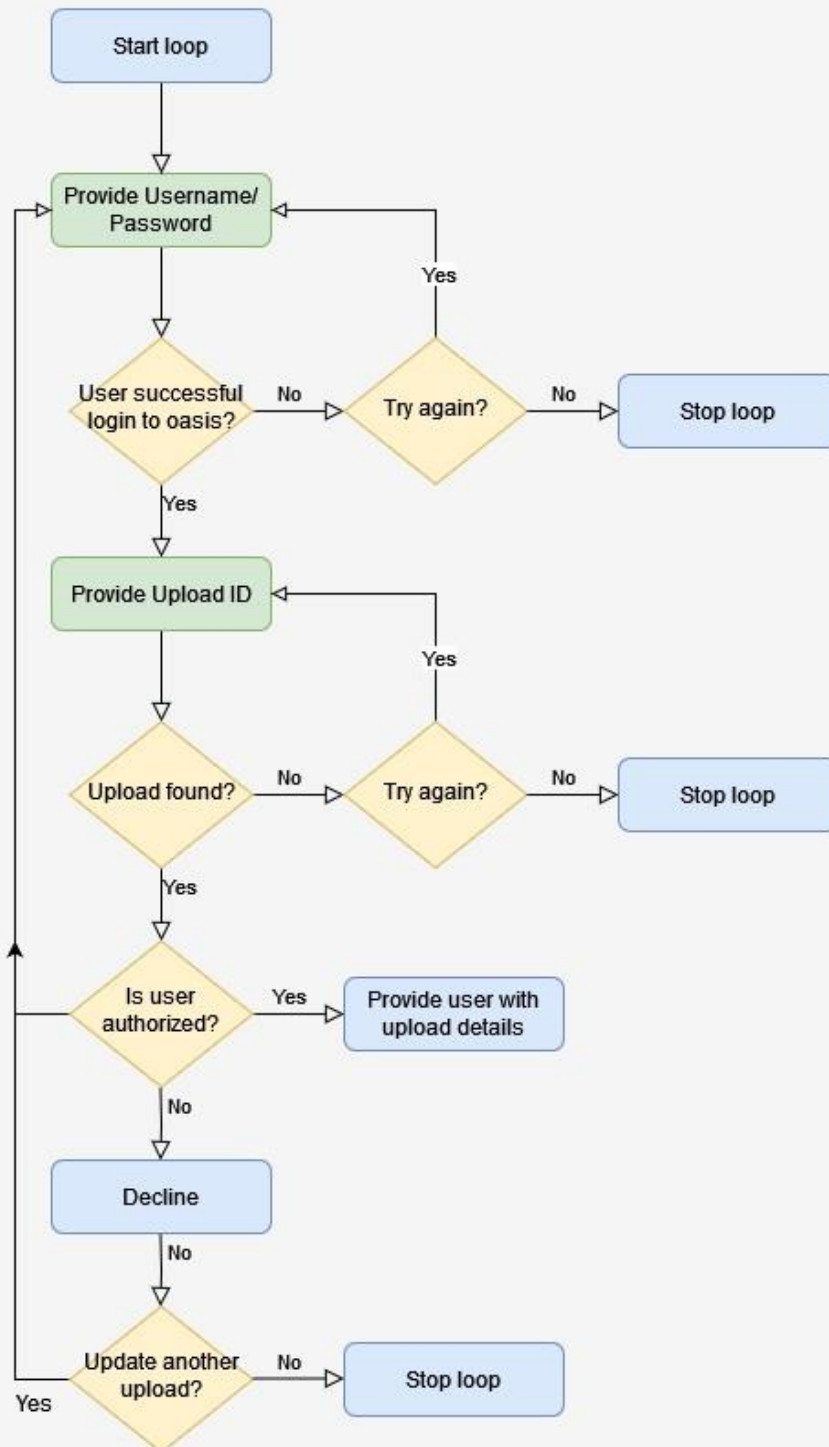 Start loop
Provide Username/
Password
Yes
User successful
login to oasis?
No
Try again?
No
Stop loop
Yes
Provide Upload ID
Yes
Upload found?
No
Try again?
No
Stop loop
Yes
Is user
authorized?
Yes
Provide user with
upload details
No
Decline
No
Update another
upload?
No
Stop loop
Yes